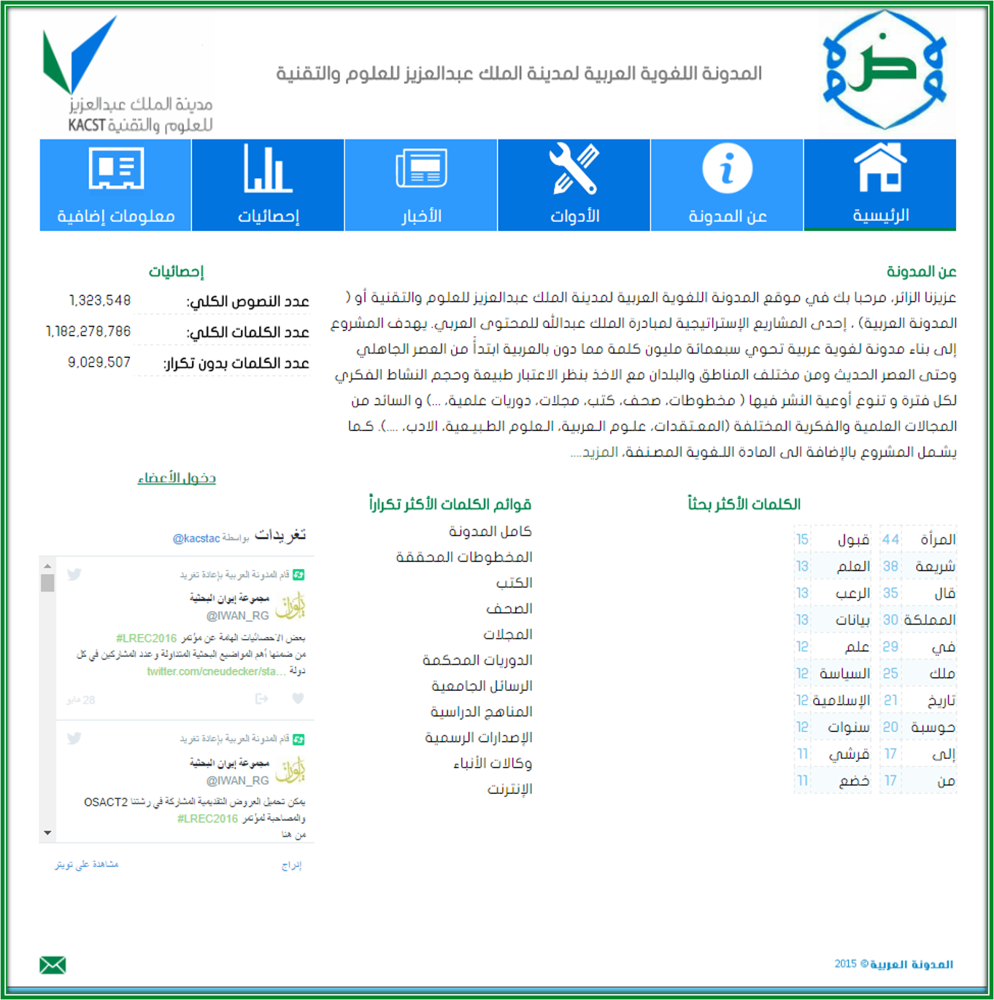 المدونة اللغوية العربية لمدينة الملك عبدالعزيز للعلوم والتقنية
مدينة الملك عبدالعزيز
للعلوم والتقنية KACST
الرئيسية
عن المدونة
الأدوات
الأخبار
إحصائيات
معلومات إضافية
عن المدونة
عزيزنا الزائر، مرحبا بك في موقع المدونة اللغوية العربية لمدينة الملك عبدالعزيز للعلوم والتقنية أو (
المدونة العربية) ، إحدى المشاريع الإستراتيجية لمبادرة الملك عبدالله للمحتوى العربي. يهدف المشروع
إلى بناء مدونة لغوية عربية تحوي سبعمائة مليون كلمة مما دون بالعربية ابتدأً من العصر الجاهلي
وحتى العصر الحديث ومن مختلف المناطق والبلدان مع الاخذ بنظر الاعتبار طبيعة وحجم النشاط الفكري
لكل فترة و تنوع أوعية النشر فيها ( مخطوطات، صحف، كتب، مجلات، دوريات علمية، ...) و السائد من
المجالات العلمية والفكرية المختلفة (المعتقدات، علوم العربية، العلوم الطبيعية، الادب، ....). كما
يشمل المشروع بالإضافة الى المادة اللغوية المصنفة، المزيد....
إحصائيات
عدد النصوص الكلي: 1,323,548
عدد الكلمات الكلي: 1,182,278,786
عدد الكلمات بدون تكرار: 9,029,507
دخول الأعضاء
الكلمات الأكثر بحثاً
المرأة 44 قبول 15
شريعة 38 العلم 13
قال 35 الرعب 13
المملكة 30 بيانات 13
في 29 علم 12
ملك 25 السياسة 12
تاريخ 21 الإسلامية 12
حوسبة 20 سنوات 12
إلى 17 قرشي 11
من 17 خضع 11
قوائم الكلمات الأكثر تكراراً
كامل المدونة
المخطوطات المحققة
الكتب
الصحف
المجلات
الدوريات المحكمة
الرسائل الجامعية
المناهج الدراسية
الإصدارات الرسمية
وكالات الأنباء
الإنترنت
تغريدات بواسطة @kacstac
قام المدونة العربية بإعادة تغريد
مجموعة إيوان البحثية
@IWAN_RG
بعض الاحصائيات الهامة عن مؤتمر #LREC2016
من ضمنها أهم المواضيع البحثية المتداولة وعدد المشاركين في كل
دولة twitter.com/cneudecker/sta…
28 مايو
قام المدونة العربية بإعادة تغريد
مجموعة إيوان البحثية
@IWAN_RG
يمكن تحميل العروض التقديمية المشاركة في رشتنا OSACT2
والمصاحبة لمؤتمر #LREC2016
من هنا
إدراج
مشاهدة على تويتر
المدونة العربية © 2015